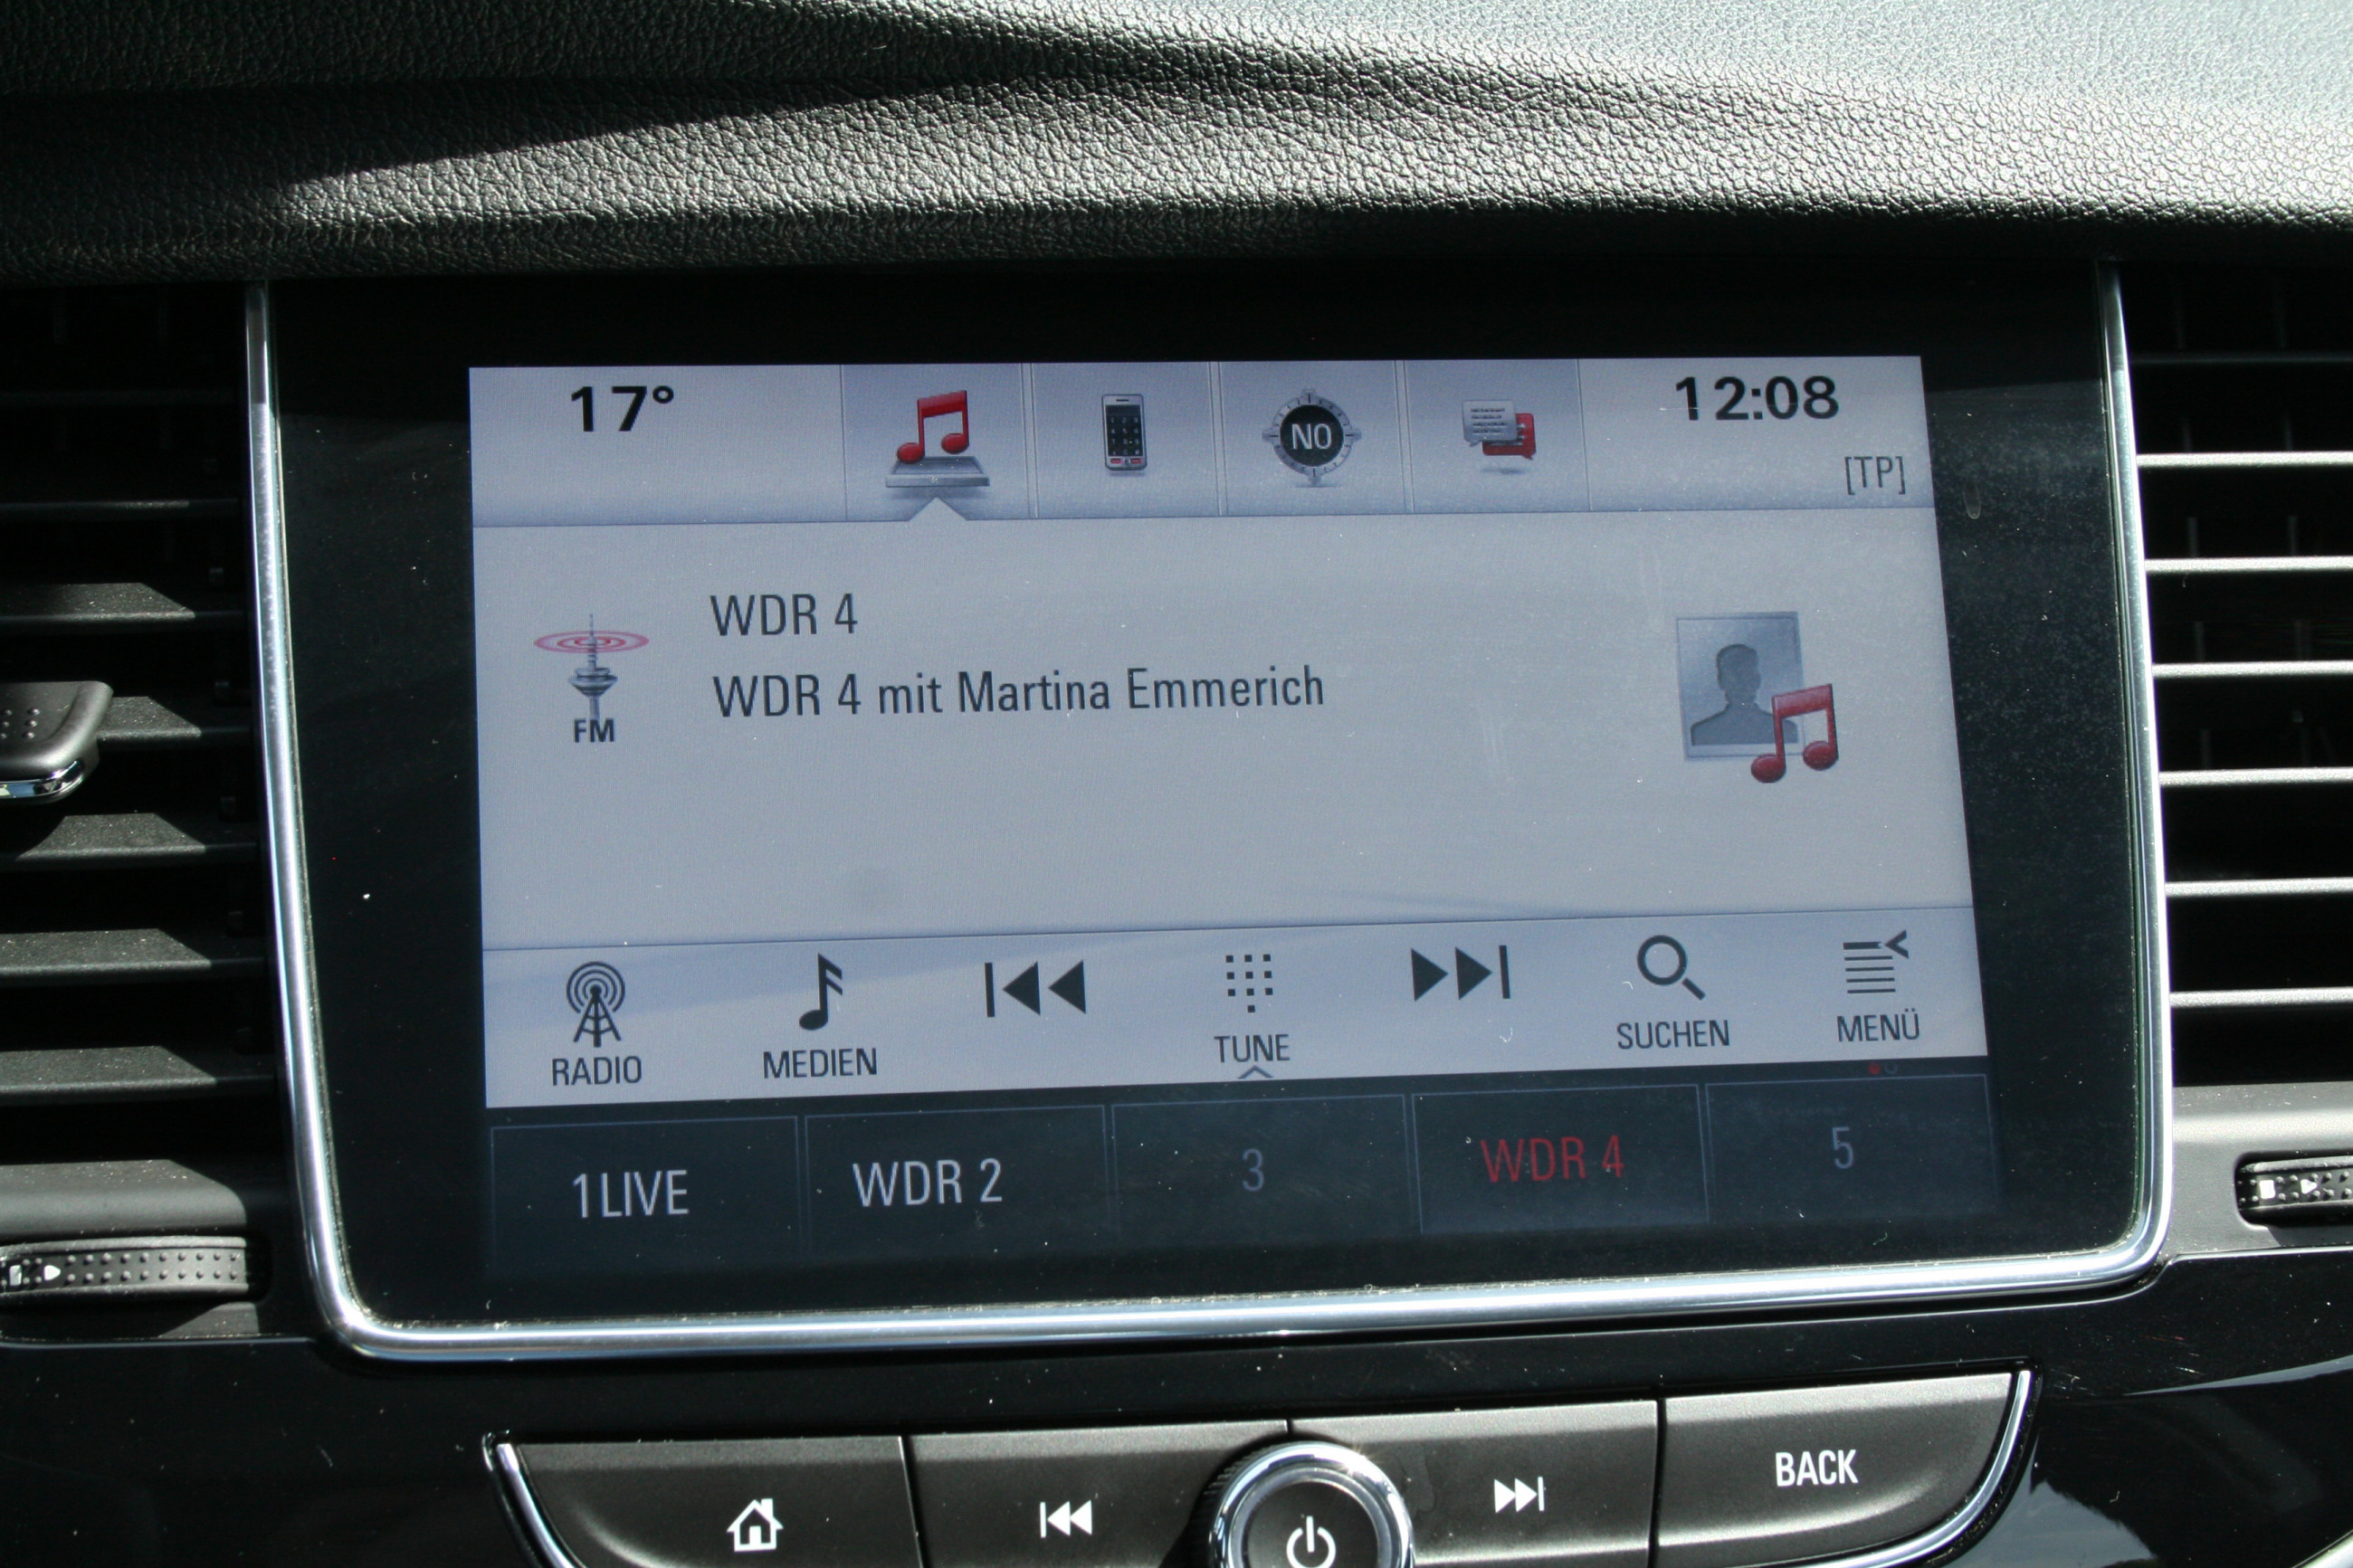 17°
NO
12:08
[TP]
WDR 4
WDR 4 mit Martina Emmerich
FM
RADIO
MEDIEN
TUNE
SUCHEN
MENÜ
1LIVE
WDR 2
3
WDR 4
5
BACK